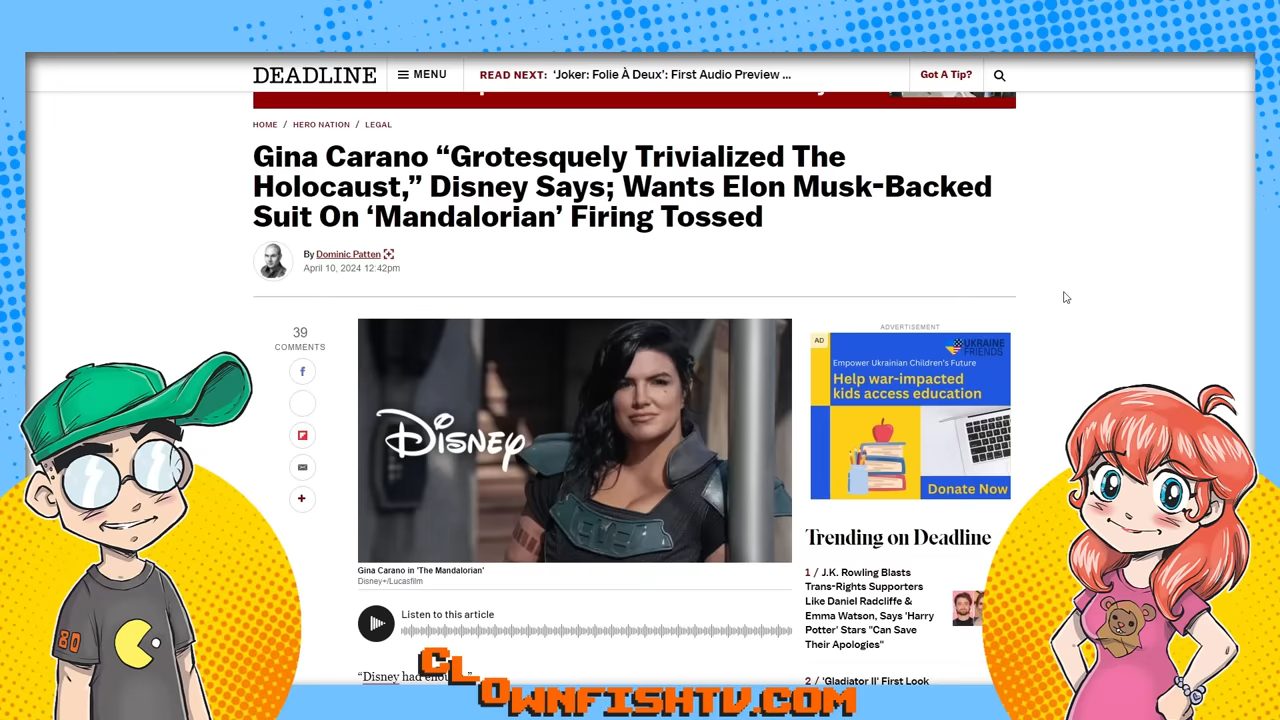 DEADLINE
MENU
READ NEXT: 'Joker: Folie À Deux': First Audio Preview ...
Got A Tip?
HOME / HERO NATION / LEGAL
Gina Carano “Grotesquely Trivialized The
Holocaust,” Disney Says; Wants Elon Musk-Backed
Suit On ‘Mandalorian’ Firing Tossed
By Dominic Patten
April 10, 2024 12:42pm
39
COMMENTS
DISNEY
Gina Carano in 'The Mandalorian'
Disney+/Lucasfilm
Listen to this article
“Disney had
ADVERTISEMENT
AD
UKRAINE
FRIENDS
Empower Ukrainian Children's Future
Help war-impacted
kids access education
Donate Now
Trending on Deadline
1 / J.K. Rowling Blasts
Trans-Rights Supporters
Like Daniel Radcliffe &
Emma Watson, Says 'Harry
Potter' Stars "Can Save
Their Apologies"
2 / 'Gladiator II' First Look
80
CLOWNFISHTV.COM